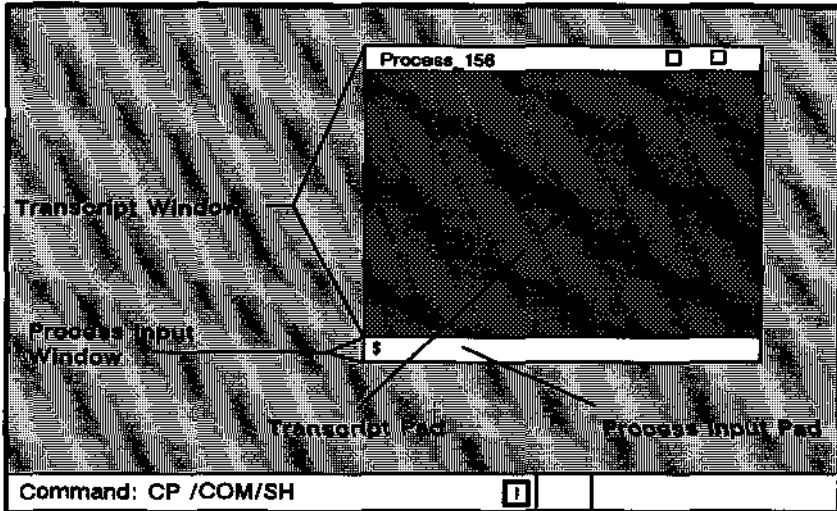 Process_156
Transcript Window
Process Input
Window
$
Transcript Pad
Process Input Pad
Command: CP /COM/SH
I